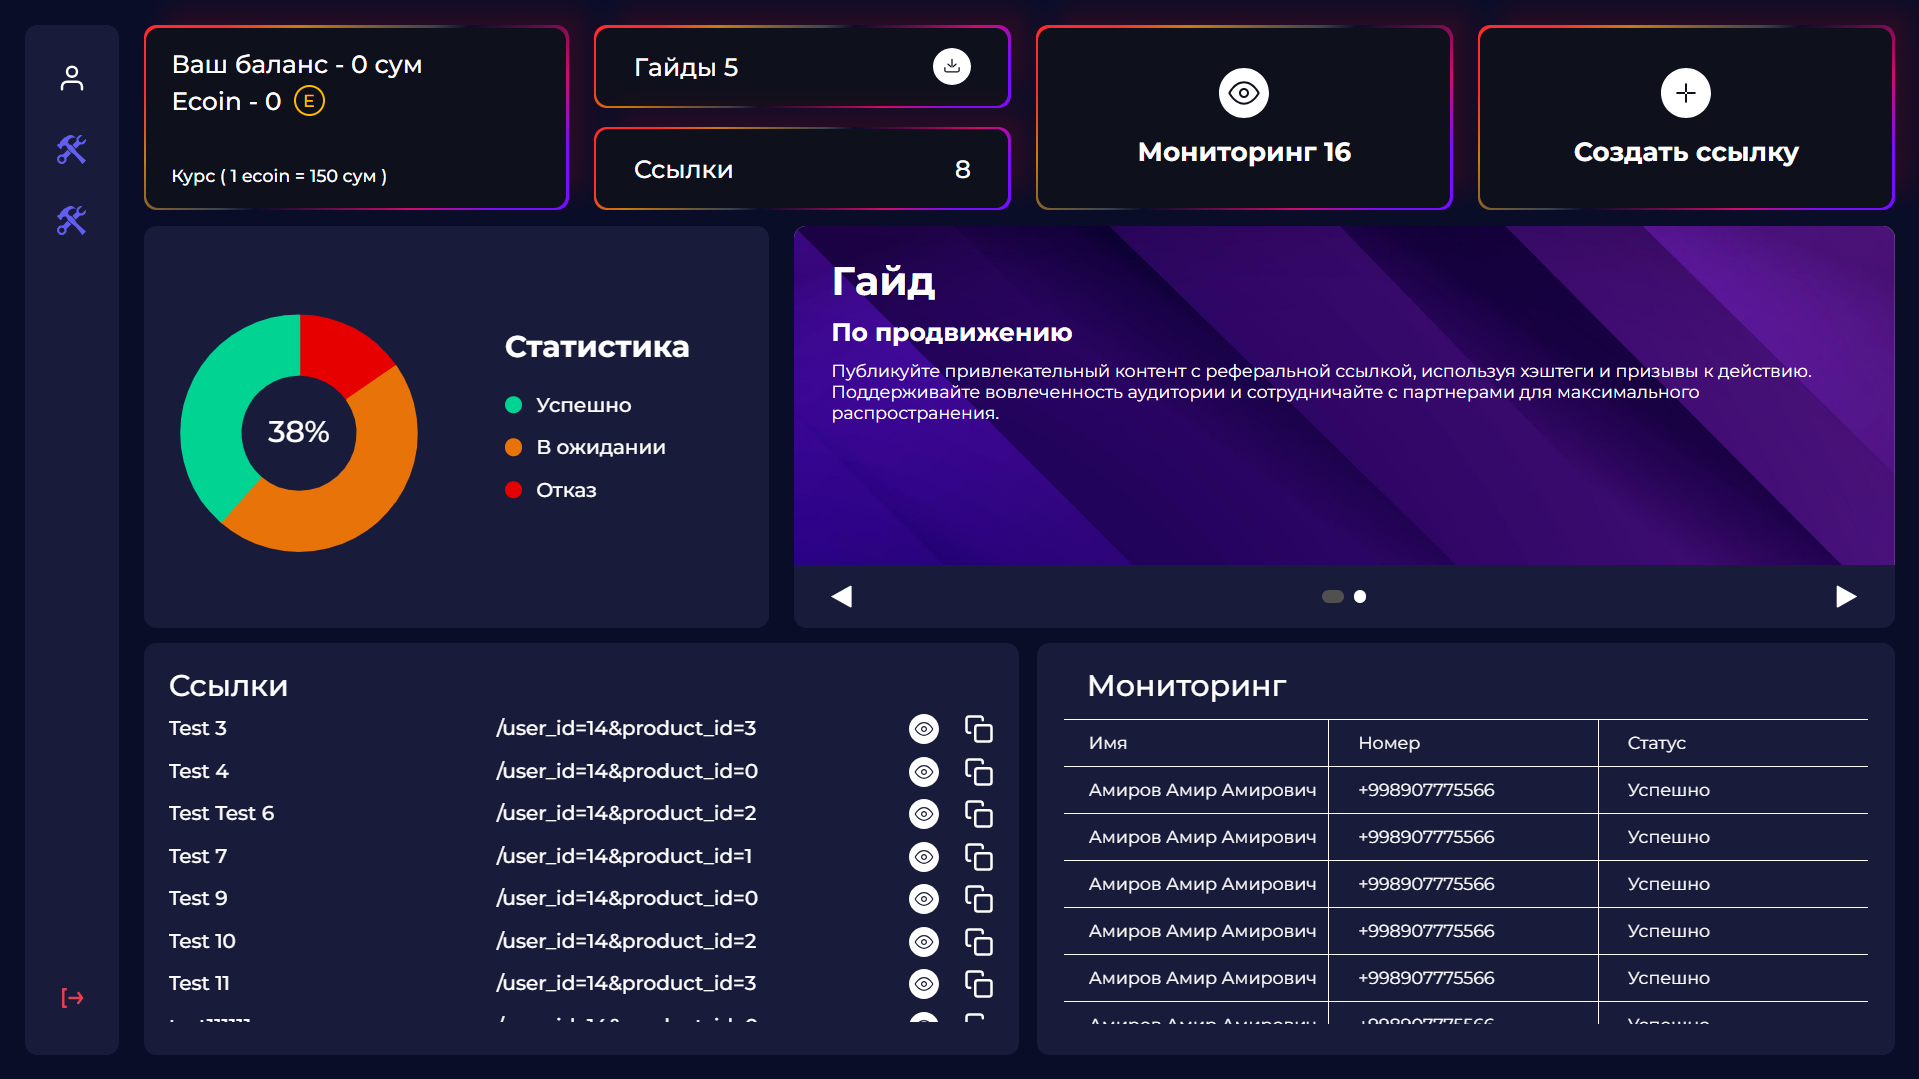 Ваш баланс - 0 сум
Ecoin - 0 E
Курс ( 1 ecoin = 150 сум )
Гайды 5
Ссылки 8
Мониторинг 16
Создать ссылку
38%
Статистика
Успешно
В ожидании
Отказ
Гайд
По продвижению
Публикуйте привлекательный контент с реферальной ссылкой, используя хэштеги и призывы к действию.
Поддерживайте вовлеченность аудитории и сотрудничайте с партнерами для максимального
распространения.
Ссылки
Test 3 /user_id=14&product_id=3
Test 4 /user_id=14&product_id=0
Test Test 6 /user_id=14&product_id=2
Test 7 /user_id=14&product_id=1
Test 9 /user_id=14&product_id=0
Test 10 /user_id=14&product_id=2
Test 11 /user_id=14&product_id=3
Мониторинг
Имя Номер Статус
Амиров Амир Амирович +998907775566 Успешно
Амиров Амир Амирович +998907775566 Успешно
Амиров Амир Амирович +998907775566 Успешно
Амиров Амир Амирович +998907775566 Успешно
Амиров Амир Амирович +998907775566 Успешно
Амиров Амир Амирович +998907775566 Успешно